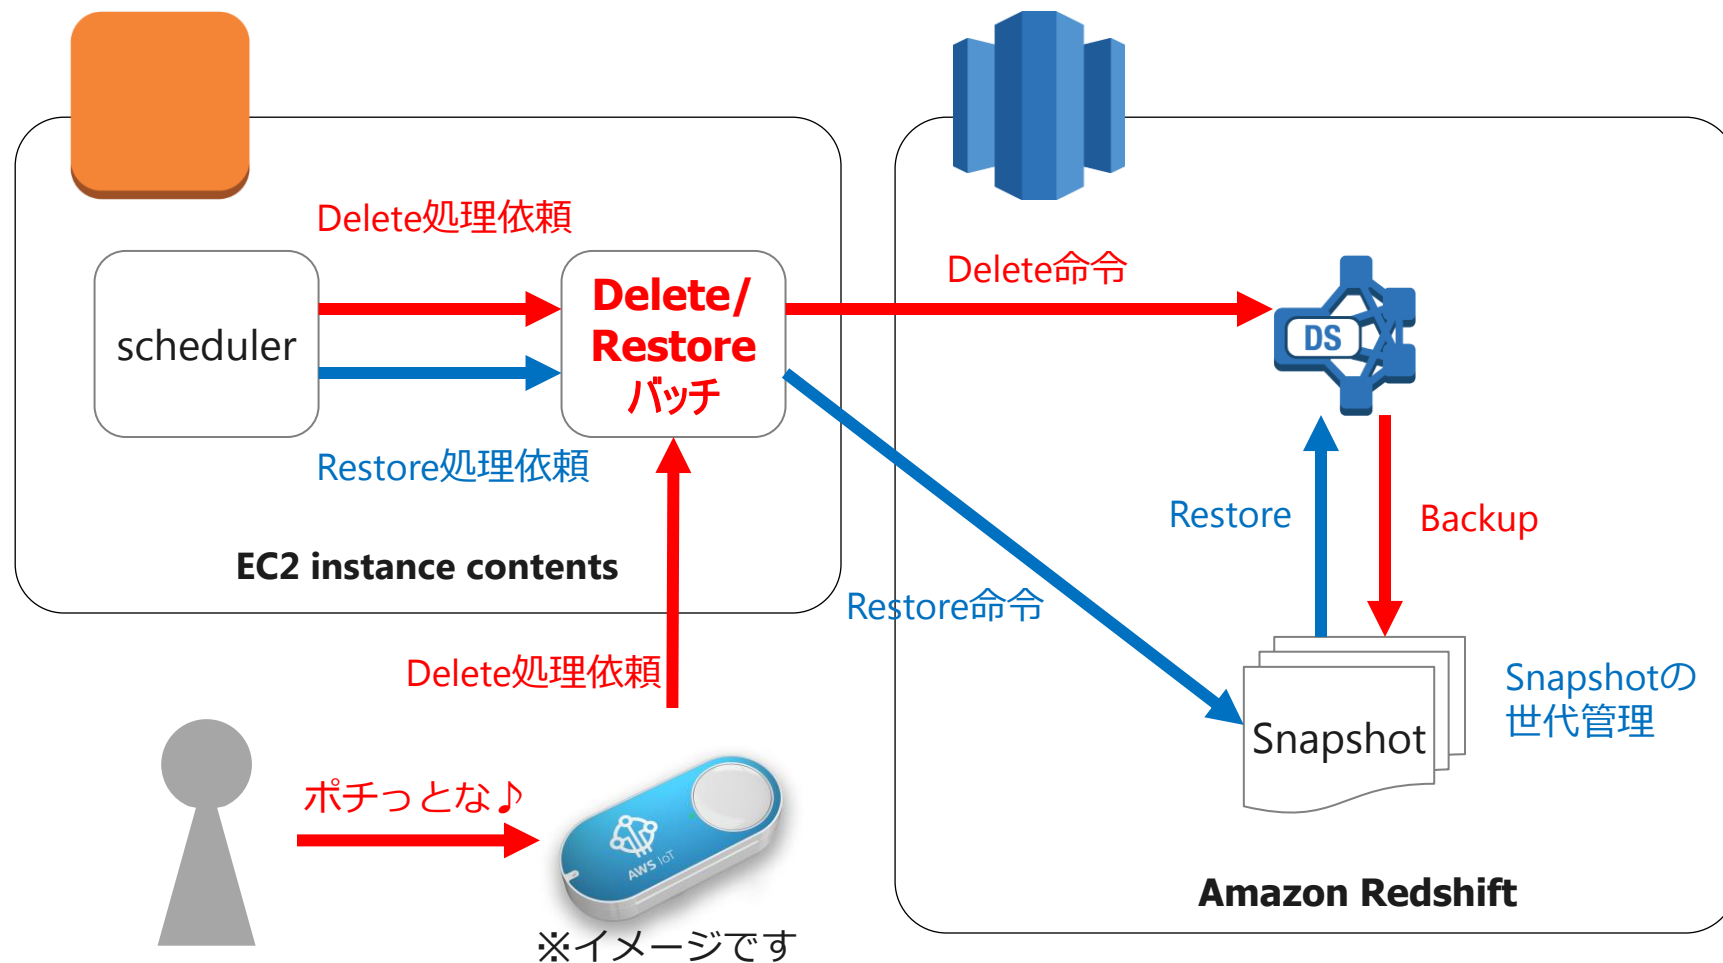 Delete処理依頼
scheduler
Delete/
Restore
バッチ
Restore処理依頼
EC2 instance contents
Delete命令
DS
Restore
Backup
Restore命令
Snapshot
Snapshotの
世代管理
Amazon Redshift
Delete処理依頼
ポチっとな♪
AWS IoT
※イメージです